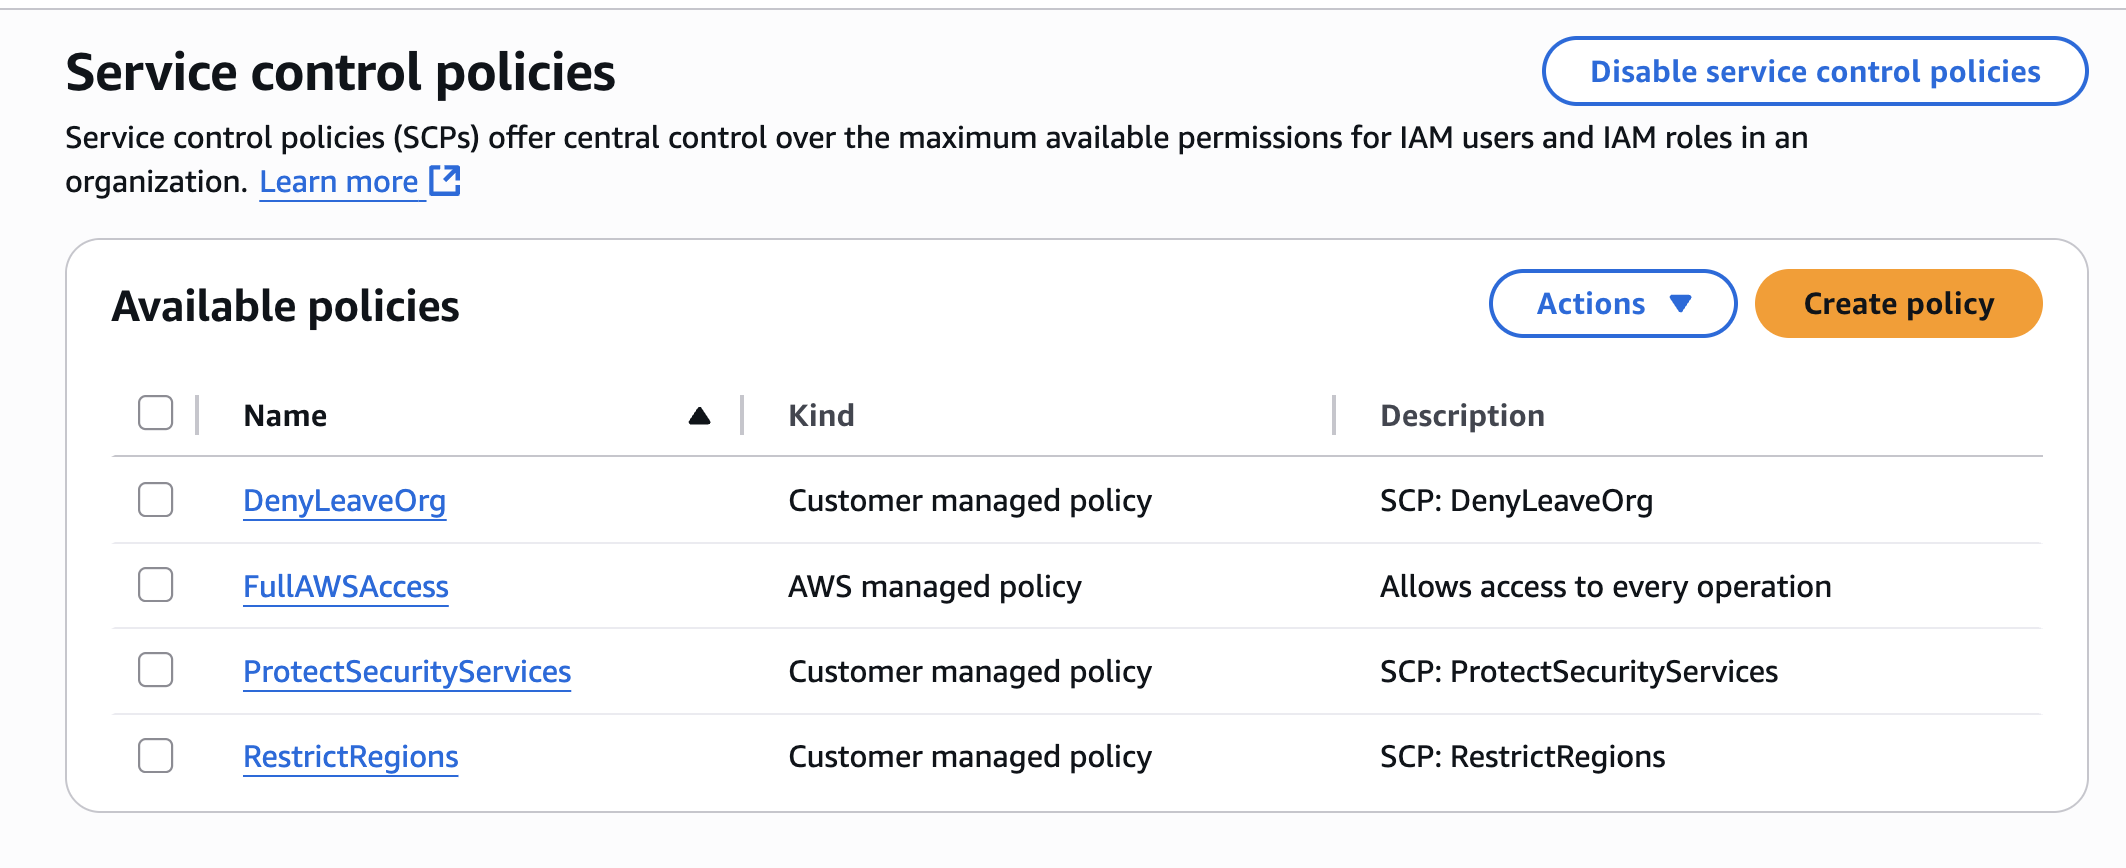 Service control policies
Disable service control policies
Service control policies (SCPs) offer central control over the maximum available permissions for IAM users and IAM roles in an
organization. Learn more
Available policies
Actions
Create policy
Name Kind Description
DenyLeaveOrg Customer managed policy SCP: DenyLeaveOrg
FullAWSAccess AWS managed policy Allows access to every operation
ProtectSecurityServices Customer managed policy SCP: ProtectSecurityServices
RestrictRegions Customer managed policy SCP: RestrictRegions